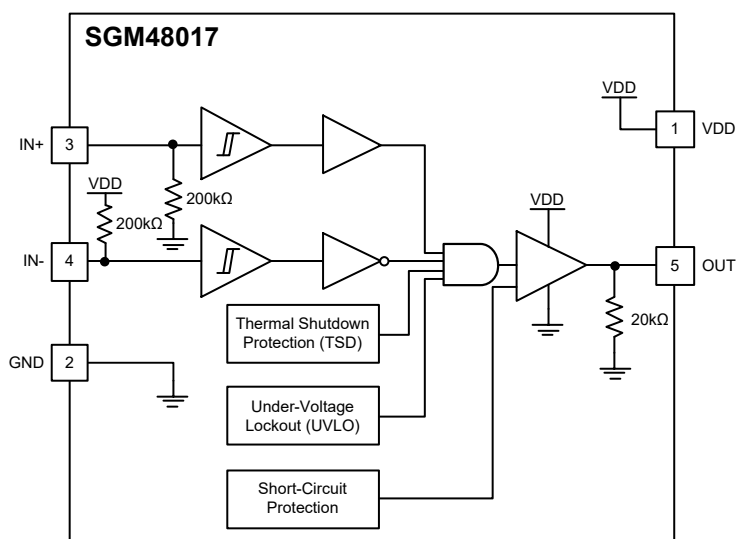 SGM48017
VDD
IN+
3
1
VDD
200kΩ
VDD
200kΩ
IN-
4
VDD
5
OUT
Thermal Shutdown
Protection (TSD)
20kΩ
GND
2
Under-Voltage
Lockout (UVLO)
Short-Circuit
Protection